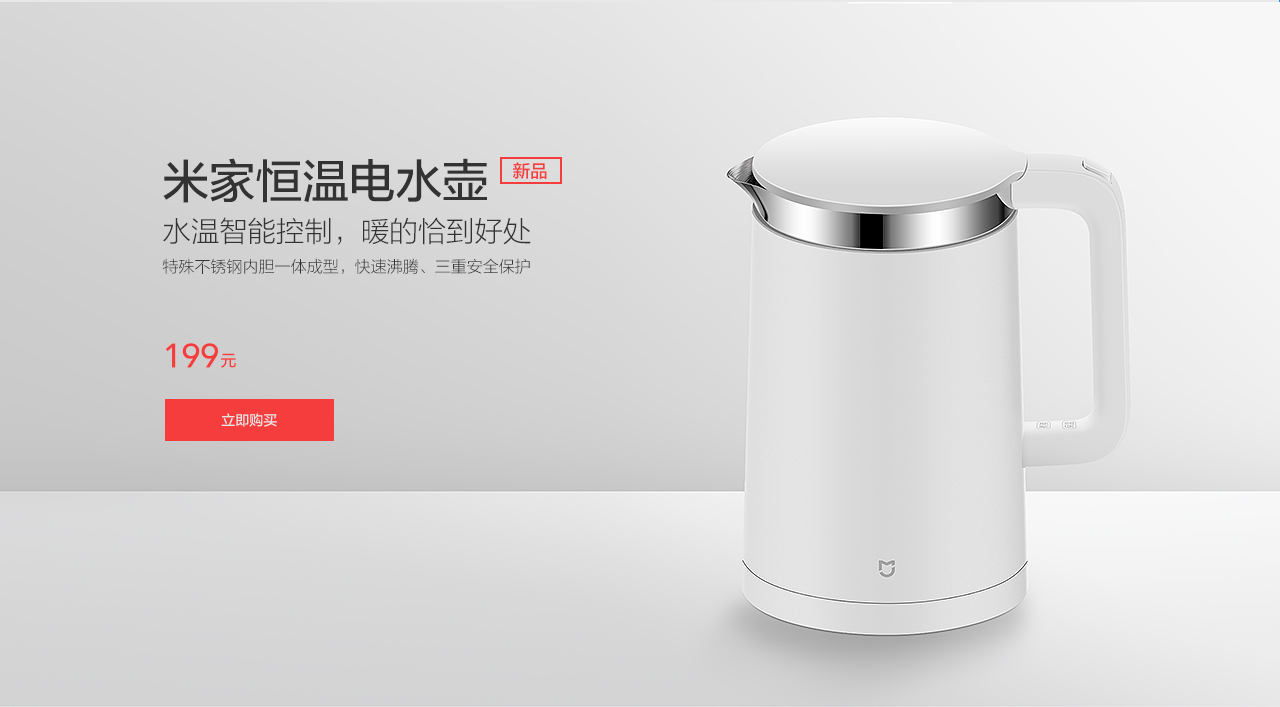 米家恒温电水壶 新品
水温智能控制，暖的恰到好处
特殊不锈钢内胆一体成型，快速沸腾、三重安全保护
199元
立即购买